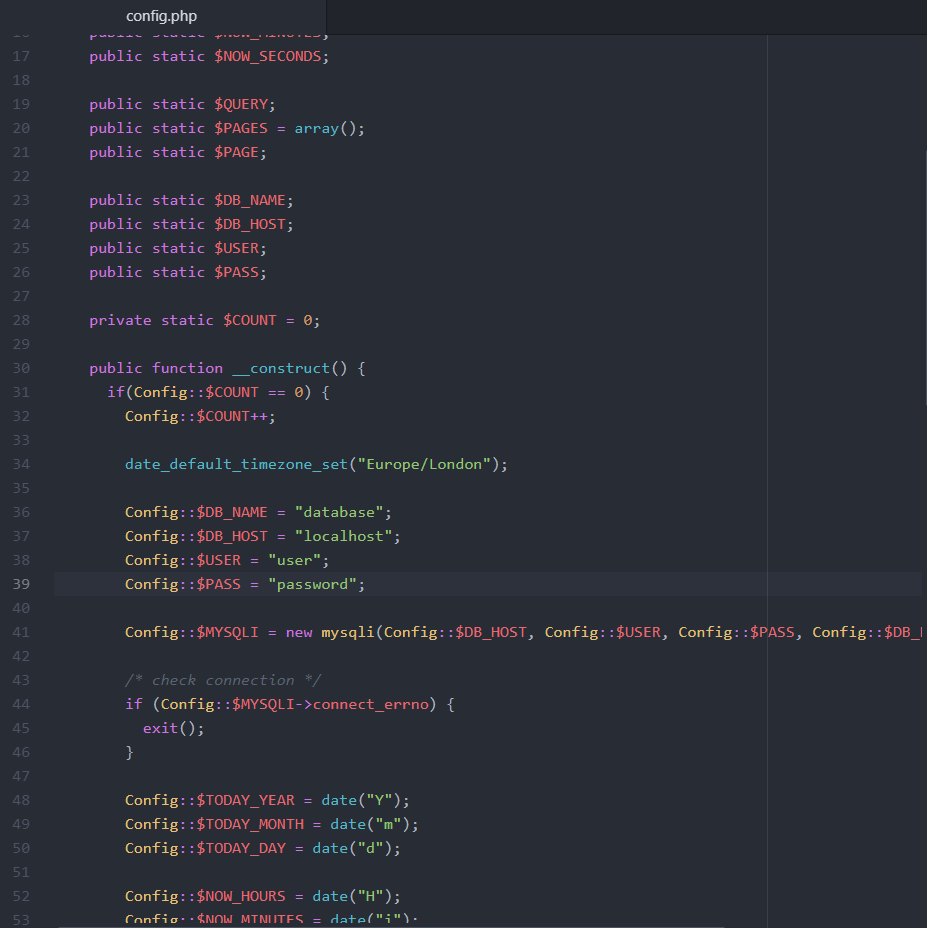 config.php
16 public static $NOW_MINUTES;
17 public static $NOW_SECONDS;
18
19 public static $QUERY;
20 public static $PAGES = array();
21 public static $PAGE;
22
23 public static $DB_NAME;
24 public static $DB_HOST;
25 public static $USER;
26 public static $PASS;
27
28 private static $COUNT = 0;
29
30 public function __construct() {
31 if(Config::$COUNT == 0) {
32 Config::$COUNT++;
33
34 date_default_timezone_set("Europe/London");
35
36 Config::$DB_NAME = "database";
37 Config::$DB_HOST = "localhost";
38 Config::$USER = "user";
39 Config::$PASS = "password";
40
41 Config::$MYSQLI = new mysqli(Config::$DB_HOST, Config::$USER, Config::$PASS, Config::$DB_
42
43 /* check connection */
44 if (Config::$MYSQLI->connect_errno) {
45 exit();
46 }
47
48 Config::$TODAY_YEAR = date("Y");
49 Config::$TODAY_MONTH = date("m");
50 Config::$TODAY_DAY = date("d");
51
52 Config::$NOW_HOURS = date("H");
53 Config::$NOW_MINUTES = date("i");